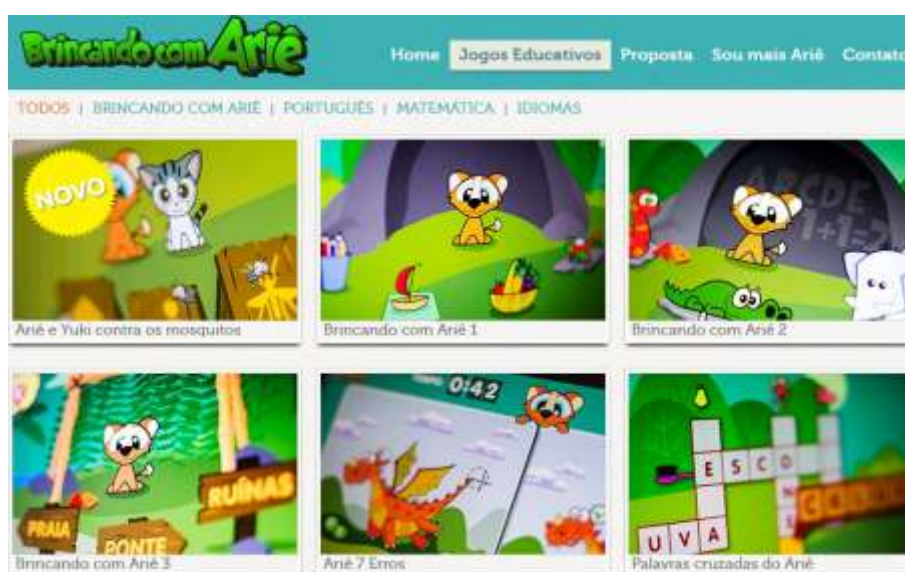 Brincando com Ariê
Home Jogos Educativos Proposta Sou mais Ariê Contato
TODOS | BRINCANDO COM ARIÊ | PORTUGUÊS | MATEMÁTICA | IDIOMAS
NOVO
ABCDE
1+1=2
Ariê e Yuki contra os mosquitos
Brincando com Ariê 1
Brincando com Ariê 2
0:42
RUÍNAS
PRAIA
PONTE
ESCO
UVA
Brincando com Ariê 3
Ariê 7 Erros
Palavras cruzadas do Ariê